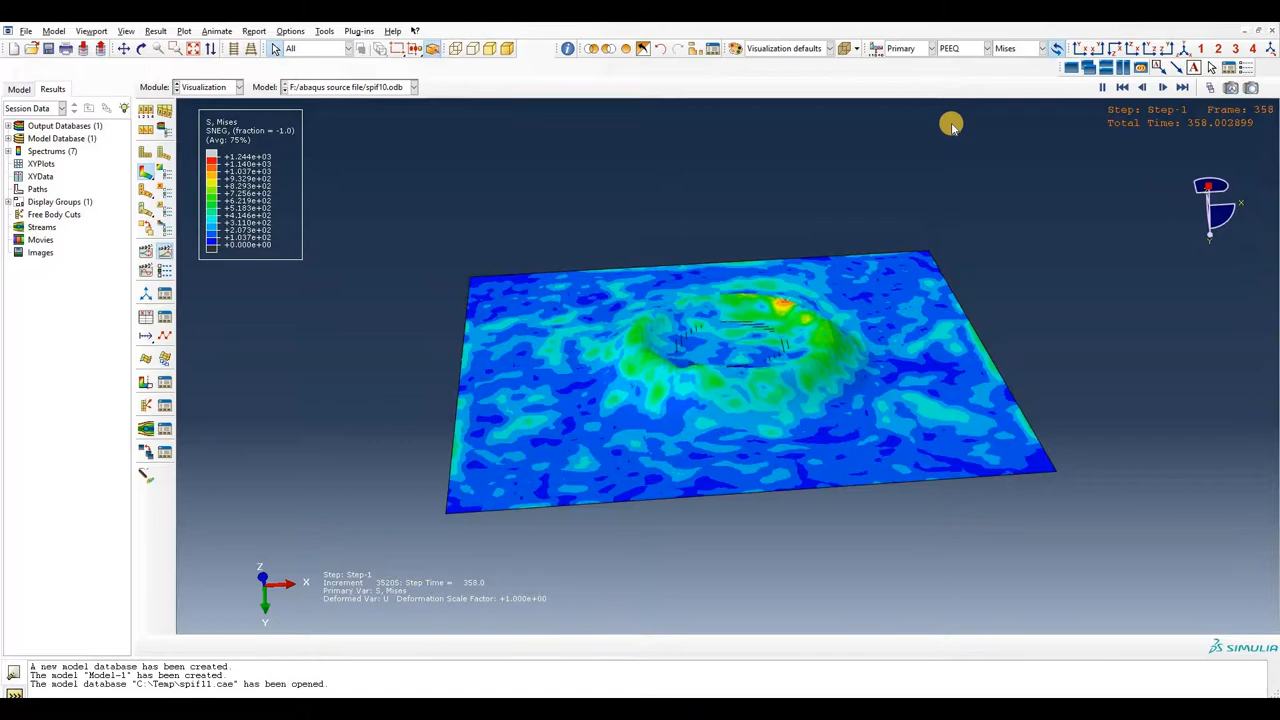 File Model Viewport View Result Plot Animate Report Options Tools Plug-ins Help
All Visualization defaults Primary PEEQ Mises 1 2 3 4
Model Results Module: Visualization Model: F:/abaqus source file/spif10.odb
Session Data
Output Databases (1)
Model Database (1)
Spectrums (7)
XYPlots
XYData
Paths
Display Groups (1)
Free Body Cuts
Streams
Movies
Images
S, Mises
SNEG, (fraction = -1.0)
(Avg: 75%)
+1.244e+03
+1.140e+03
+1.037e+03
+9.329e+02
+8.293e+02
+7.256e+02
+6.219e+02
+5.183e+02
+4.146e+02
+3.110e+02
+2.073e+02
+1.037e+02
+0.000e+00
Step: Step-1 Frame: 358
Total Time: 358.002899
X
Y
Z
X
Y
Step: Step-1
Increment 35205: Step Time = 358.0
Primary Var: S, Mises
Deformed Var: U Deformation Scale Factor: +1.000e+00
SIMULIA
A new model database has been created.
The model "Model-1" has been created.
The model database "C:\Temp\spif11.cae" has been opened.
>>>